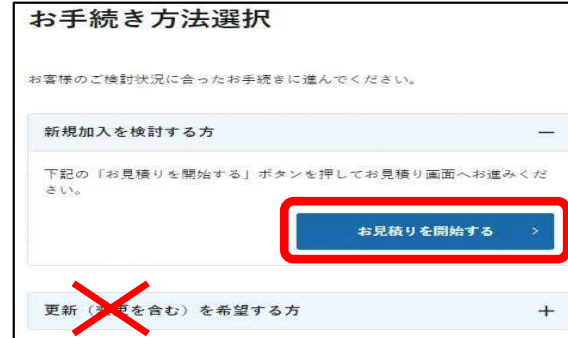 お手続き方法選択
お客様のご検討状況に合ったお手続きに進んでください。
新規加入を検討する方
下記の「お見積りを開始する」ボタンを押してお見積り画面へお進みくだ
さい。
お見積りを開始する
更新（変更を含む）を希望する方